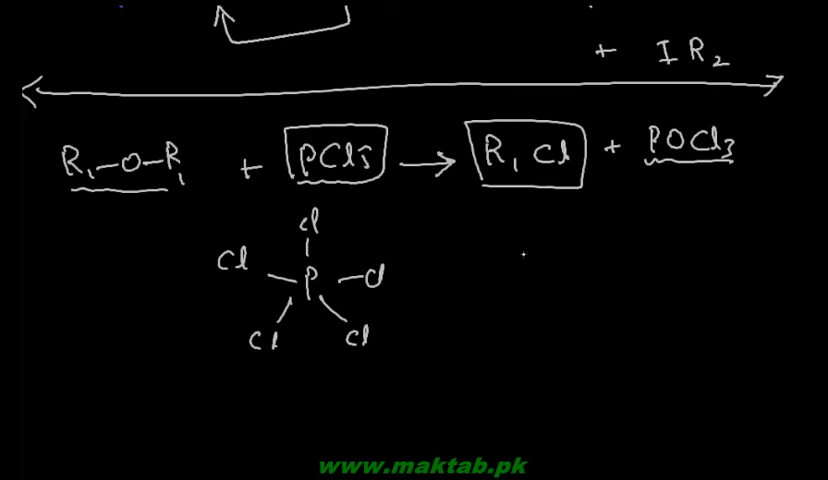 + I R₂
R₁-O-R₁ + PCl5 → R₁ Cl + POCl₃
Cl
Cl P Cl
Cl Cl
www.maktab.pk